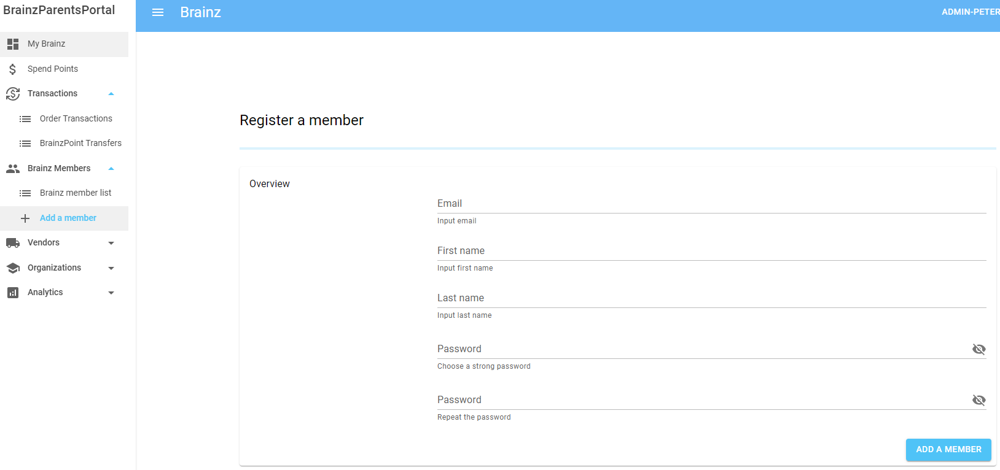 BrainzParentsPortal
Brainz
ADMIN-PETER
My Brainz
Spend Points
Transactions
Order Transactions
BrainzPoint Transfers
Brainz Members
Brainz member list
Add a member
Vendors
Organizations
Analytics
Register a member
Overview
Email
Input email
First name
Input first name
Last name
Input last name
Password
Choose a strong password
Password
Repeat the password
ADD A MEMBER